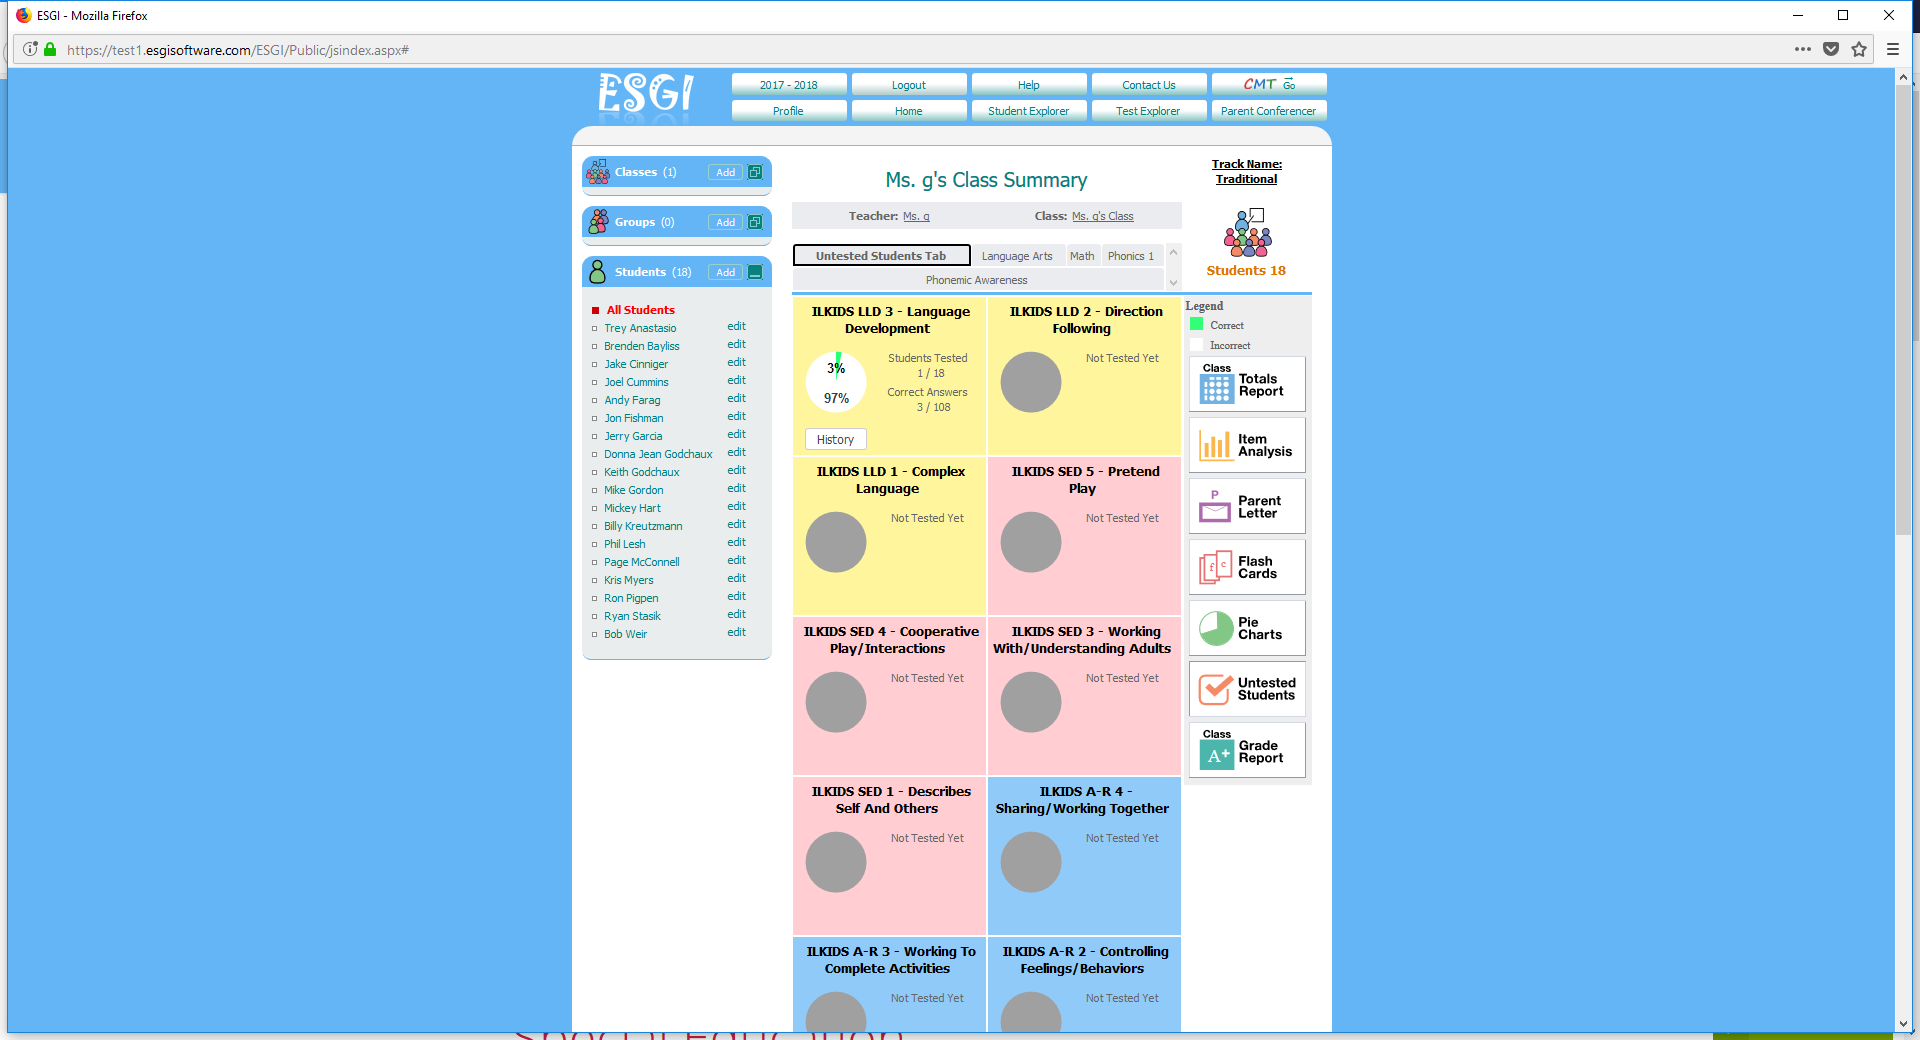 ESGI - Mozilla Firefox
https://test1.esgisoftware.com/ESGI/Public/jsindex.aspx#
ESGI
2017 - 2018
Logout
Help
Contact Us
CMT Go
Profile
Home
Student Explorer
Test Explorer
Parent Conferencer
Classes (1) Add
Groups (0) Add
Students (18) Add
All Students
Trey Anastasio edit
Brenden Bayliss edit
Jake Cinniger edit
Joel Cummins edit
Andy Farag edit
Jon Fishman edit
Jerry Garcia edit
Donna Jean Godchaux edit
Keith Godchaux edit
Mike Gordon edit
Mickey Hart edit
Billy Kreutzmann edit
Phil Lesh edit
Page McConnell edit
Kris Myers edit
Ron Pigpen edit
Ryan Stasik edit
Bob Weir edit
Ms. g's Class Summary
Teacher: Ms. g
Class: Ms. g's Class
Untested Students Tab
Language Arts
Math
Phonics 1
Phonemic Awareness
Track Name:
Traditional
Students 18
ILKIDS LLD 3 - Language
Development
3%
97%
Students Tested
1 / 18
Correct Answers
3 / 108
History
ILKIDS LLD 2 - Direction
Following
Not Tested Yet
ILKIDS LLD 1 - Complex
Language
Not Tested Yet
ILKIDS SED 5 - Pretend
Play
Not Tested Yet
ILKIDS SED 4 - Cooperative
Play/Interactions
Not Tested Yet
ILKIDS SED 3 - Working
With/Understanding Adults
Not Tested Yet
ILKIDS SED 1 - Describes
Self And Others
Not Tested Yet
ILKIDS A-R 4 -
Sharing/Working Together
Not Tested Yet
ILKIDS A-R 3 - Working To
Complete Activities
Not Tested Yet
ILKIDS A-R 2 - Controlling
Feelings/Behaviors
Not Tested Yet
Legend
Correct
Incorrect
Class
Totals
Report
Item
Analysis
P
Parent
Letter
f c
Flash
Cards
Pie
Charts
Untested
Students
Class
A+
Grade
Report
Special Education